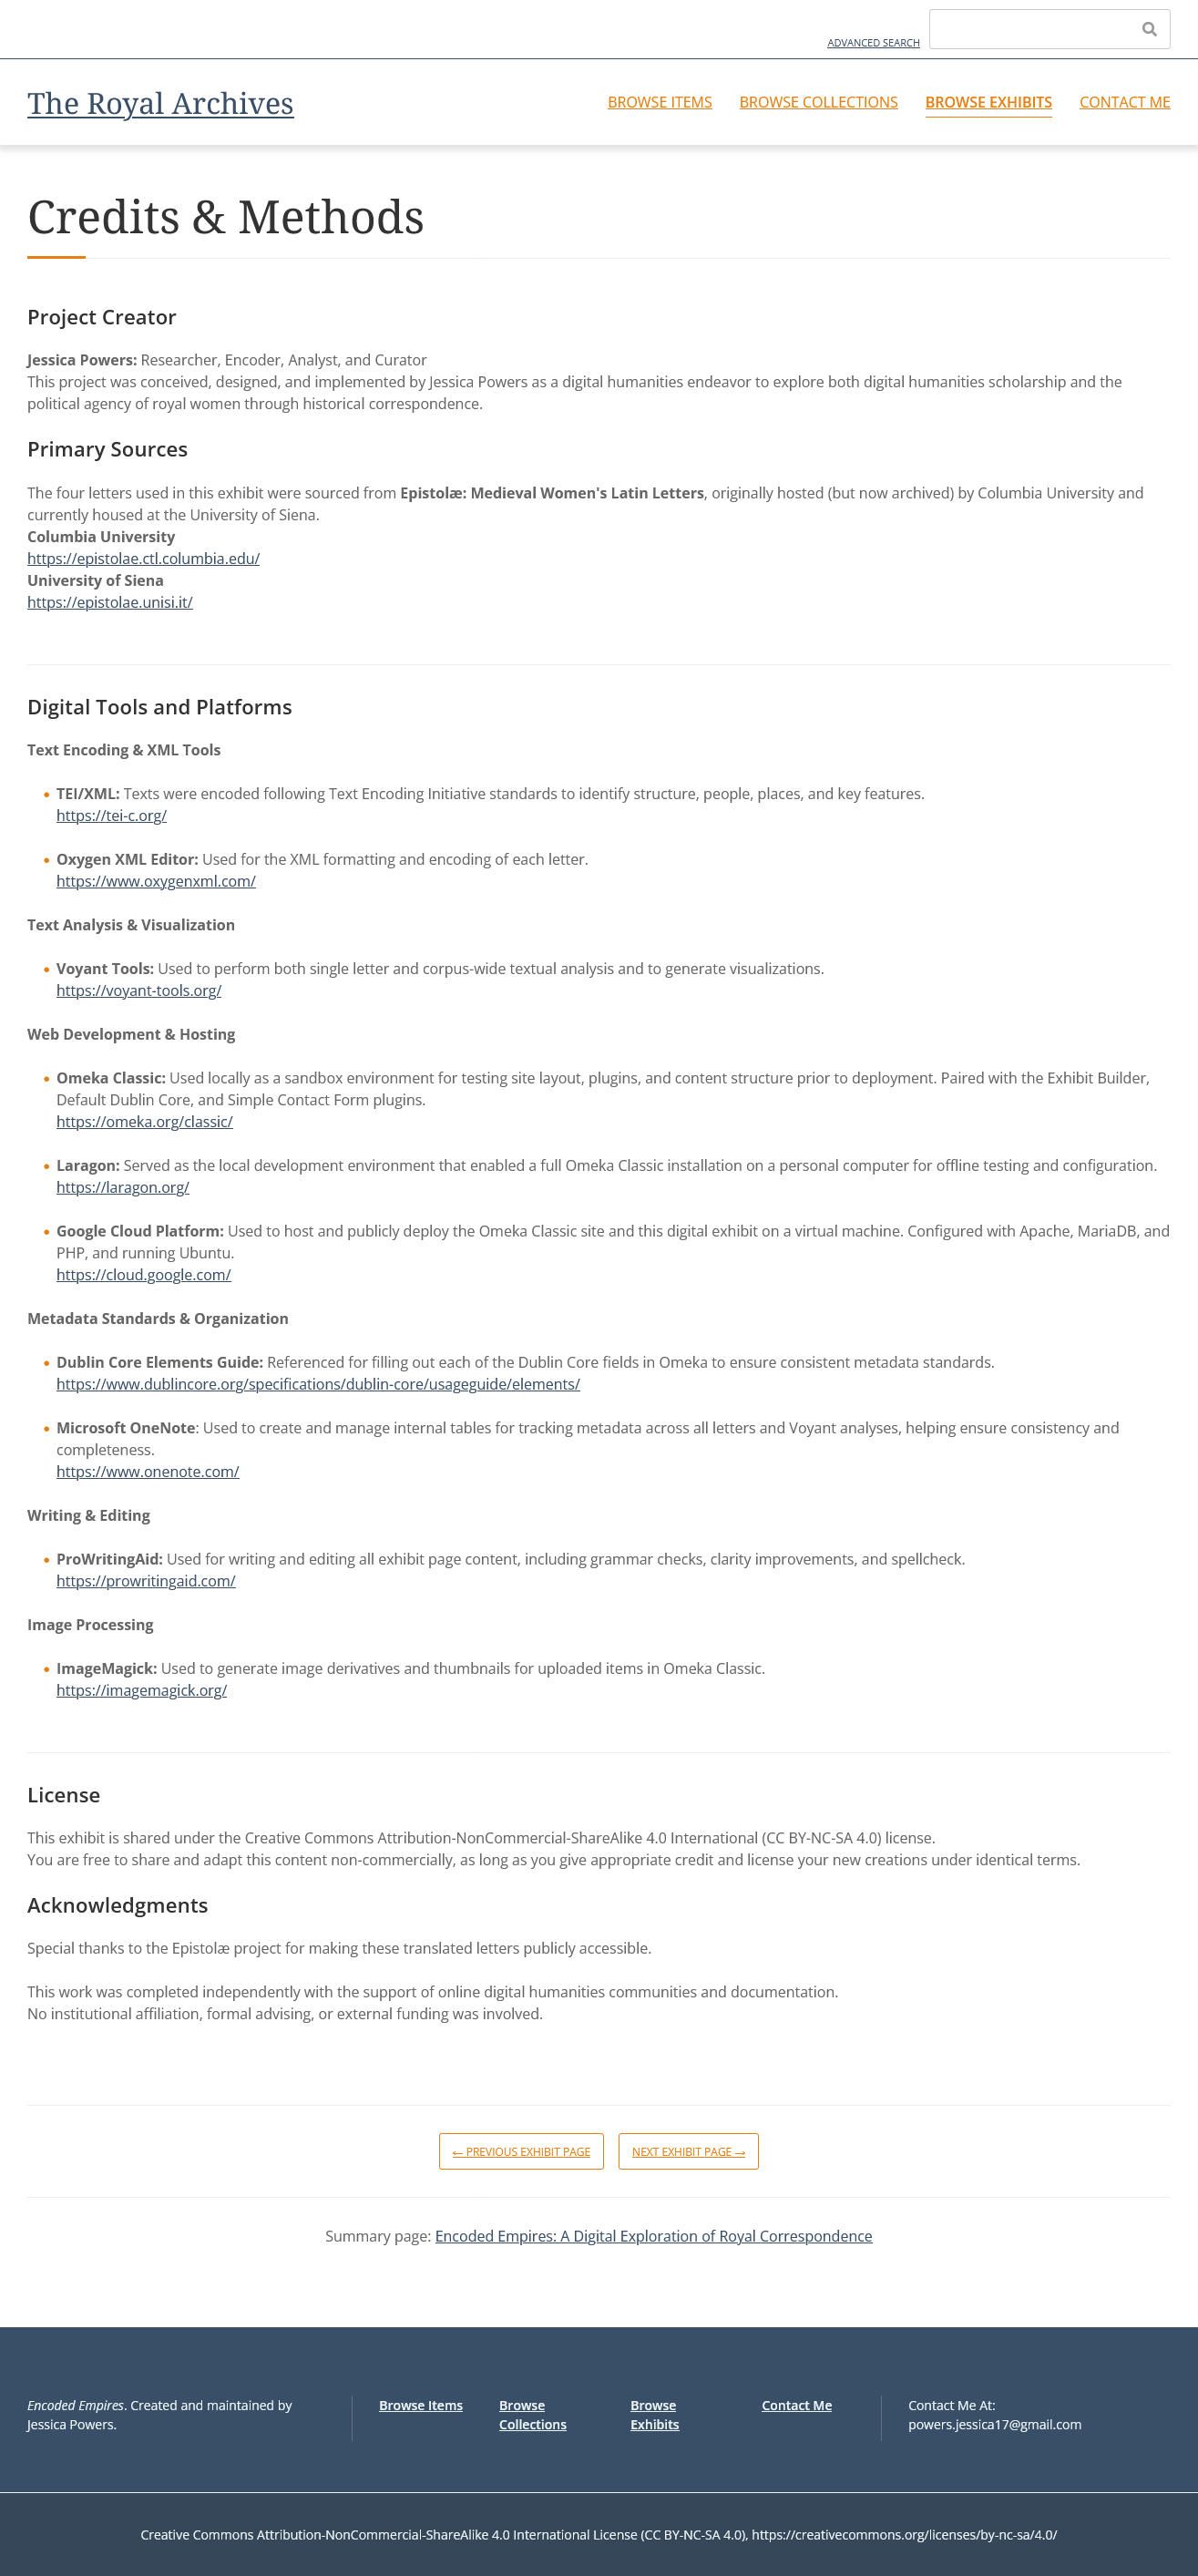 ADVANCED SEARCH
The Royal Archives
BROWSE ITEMS BROWSE COLLECTIONS BROWSE EXHIBITS CONTACT ME
Credits & Methods
Project Creator
Jessica Powers: Researcher, Encoder, Analyst, and Curator
This project was conceived, designed, and implemented by Jessica Powers as a digital humanities endeavor to explore both digital humanities scholarship and the
political agency of royal women through historical correspondence.
Primary Sources
The four letters used in this exhibit were sourced from Epistolæ: Medieval Women's Latin Letters, originally hosted (but now archived) by Columbia University and
currently housed at the University of Siena.
Columbia University
https://epistolae.ctl.columbia.edu/
University of Siena
https://epistolae.unisi.it/
Digital Tools and Platforms
Text Encoding & XML Tools
• TEI/XML: Texts were encoded following Text Encoding Initiative standards to identify structure, people, places, and key features.
https://tei-c.org/
• Oxygen XML Editor: Used for the XML formatting and encoding of each letter.
https://www.oxygenxml.com/
Text Analysis & Visualization
• Voyant Tools: Used to perform both single letter and corpus-wide textual analysis and to generate visualizations.
https://voyant-tools.org/
Web Development & Hosting
• Omeka Classic: Used locally as a sandbox environment for testing site layout, plugins, and content structure prior to deployment. Paired with the Exhibit Builder,
Default Dublin Core, and Simple Contact Form plugins.
https://omeka.org/classic/
• Laragon: Served as the local development environment that enabled a full Omeka Classic installation on a personal computer for offline testing and configuration.
https://laragon.org/
• Google Cloud Platform: Used to host and publicly deploy the Omeka Classic site and this digital exhibit on a virtual machine. Configured with Apache, MariaDB, and
PHP, and running Ubuntu.
https://cloud.google.com/
Metadata Standards & Organization
• Dublin Core Elements Guide: Referenced for filling out each of the Dublin Core fields in Omeka to ensure consistent metadata standards.
https://www.dublincore.org/specifications/dublin-core/usageguide/elements/
• Microsoft OneNote: Used to create and manage internal tables for tracking metadata across all letters and Voyant analyses, helping ensure consistency and
completeness.
https://www.onenote.com/
Writing & Editing
• ProWritingAid: Used for writing and editing all exhibit page content, including grammar checks, clarity improvements, and spellcheck.
https://prowritingaid.com/
Image Processing
• ImageMagick: Used to generate image derivatives and thumbnails for uploaded items in Omeka Classic.
https://imagemagick.org/
License
This exhibit is shared under the Creative Commons Attribution-NonCommercial-ShareAlike 4.0 International (CC BY-NC-SA 4.0) license.
You are free to share and adapt this content non-commercially, as long as you give appropriate credit and license your new creations under identical terms.
Acknowledgments
Special thanks to the Epistolæ project for making these translated letters publicly accessible.
This work was completed independently with the support of online digital humanities communities and documentation.
No institutional affiliation, formal advising, or external funding was involved.
← PREVIOUS EXHIBIT PAGE NEXT EXHIBIT PAGE →
Summary page: Encoded Empires: A Digital Exploration of Royal Correspondence
Encoded Empires. Created and maintained by
Jessica Powers.
Browse Items
Browse
Collections
Browse
Exhibits
Contact Me
Contact Me At:
powers.jessica17@gmail.com
Creative Commons Attribution-NonCommercial-ShareAlike 4.0 International License (CC BY-NC-SA 4.0), https://creativecommons.org/licenses/by-nc-sa/4.0/